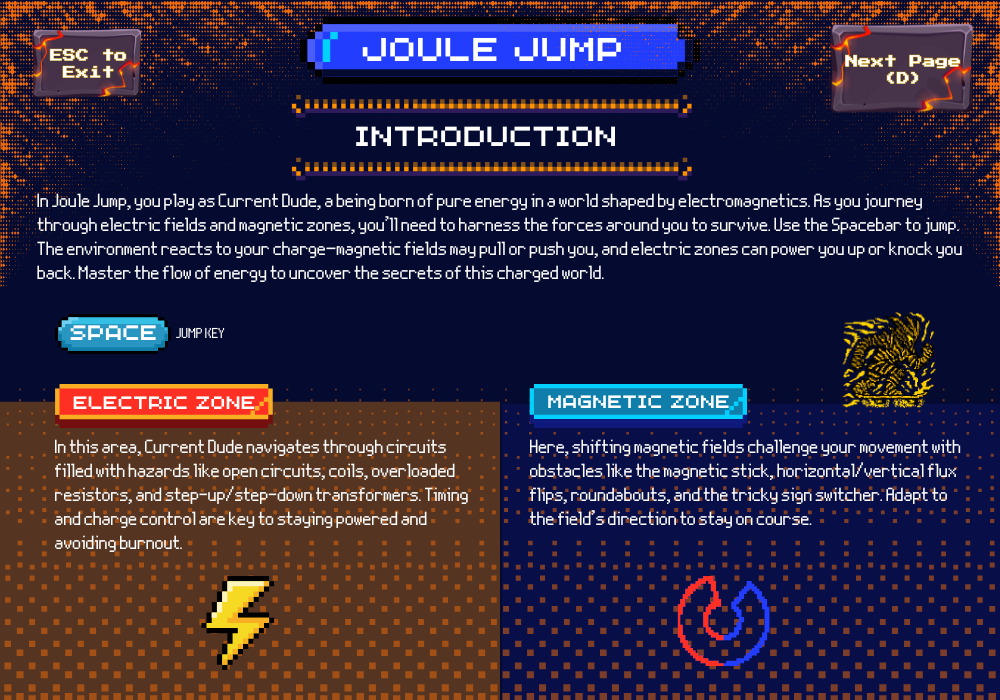 ESC to
Exit
JOULE JUMP
Next Page
(D)
INTRODUCTION
In Joule Jump, you play as Current Dude, a being born of pure energy in a world shaped by electromagnetics. As you journey
through electric fields and magnetic zones, you'll need to harness the forces around you to survive. Use the Spacebar to jump.
The environment reacts to your charge—magnetic fields may pull or push you, and electric zones can power you up or knock you
back. Master the flow of energy to uncover the secrets of this charged world.
SPACE JUMP KEY
ELECTRIC ZONE
In this area, Current Dude navigates through circuits
filled with hazards like open circuits, coils, overloaded
resistors, and step-up/step-down transformers. Timing
and charge control are key to staying powered and
avoiding burnout.
MAGNETIC ZONE
Here, shifting magnetic fields challenge your movement with
obstacles like the magnetic stick, horizontal/vertical flux
flips, roundabouts, and the tricky sign switcher. Adapt to
the field's direction to stay on course.